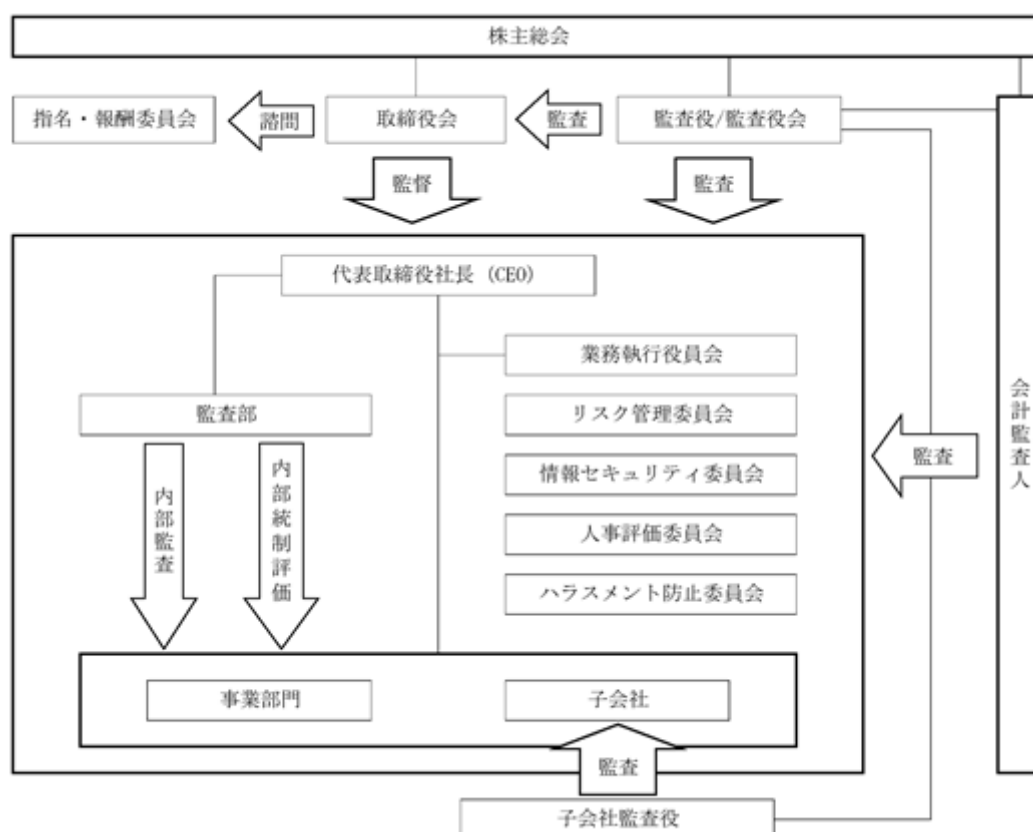 株主総会
指名・報酬委員会
諮問
取締役会
監査
監査役/監査役会
監督
監査
代表取締役社長 (CEO)
業務執行役員会
監査部
リスク管理委員会
会計監査人
監査
内部監査
内部統制評価
情報セキュリティ委員会
人事評価委員会
ハラスメント防止委員会
事業部門
子会社
監査
子会社監査役